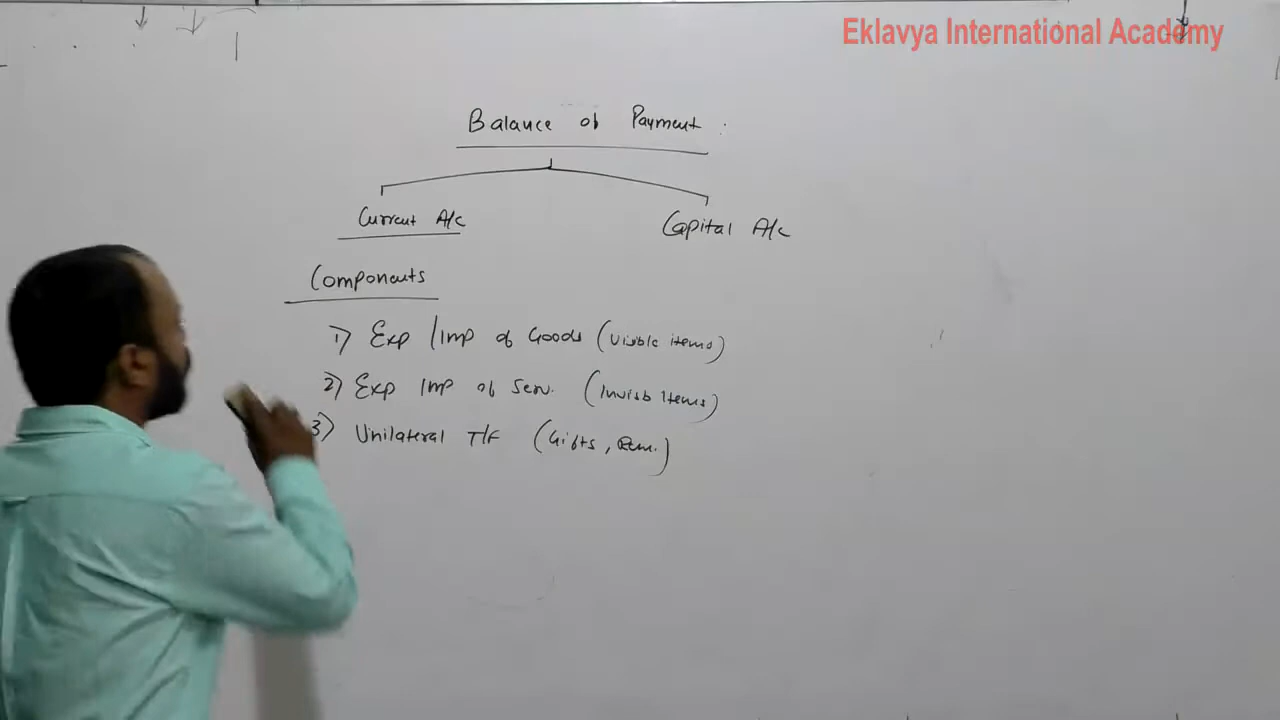 Eklavya International Academy
Balance of Payment :
Current A/c Capital A/c
Components
1) Exp / Imp of Goods (Visible items)
2) Exp Imp of Serv. (Invisb Items)
3) Unilateral T/F (Gifts, Rem.)